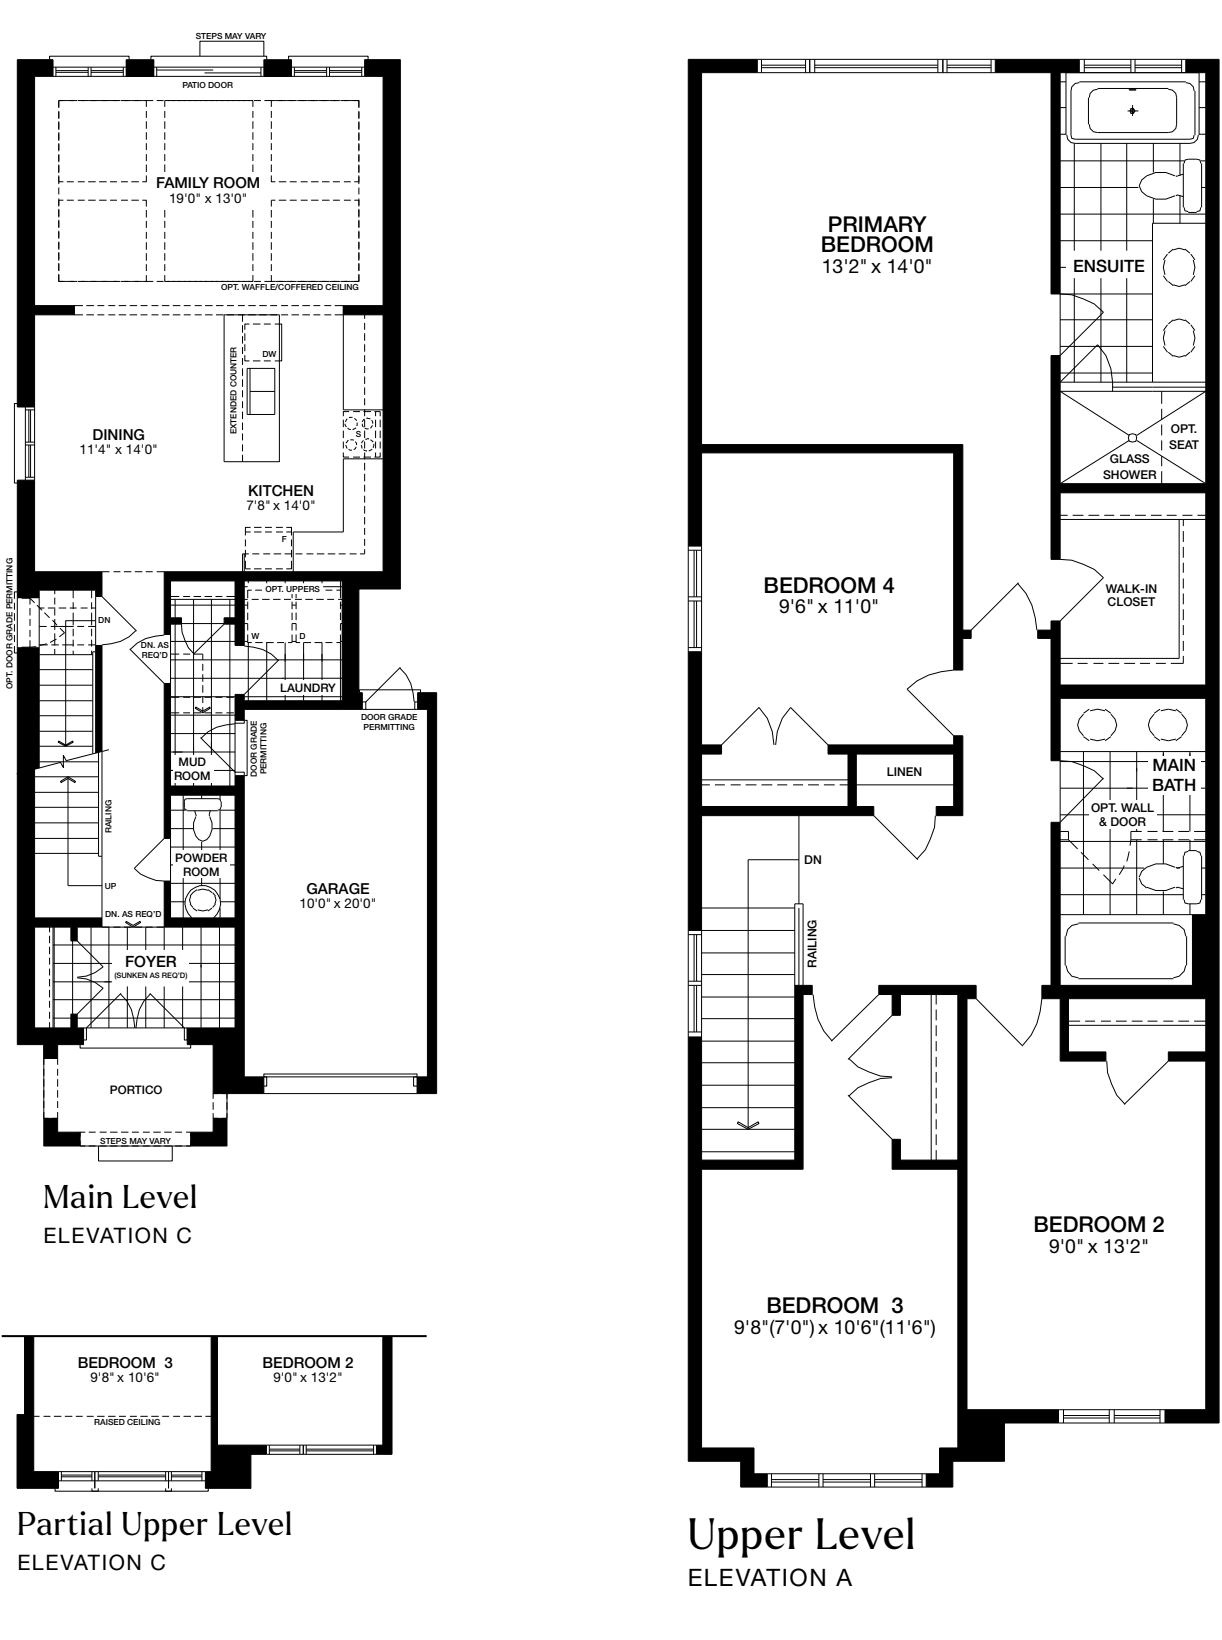 STEPS MAY VARY
PATIO DOOR
FAMILY ROOM
19'0" x 13'0"
OPT. WAFFLE/COFFERED CEILING
EXTENDED COUNTER
DW
DINING
11'4" x 14'0"
S
KITCHEN
7'8" x 14'0"
F
OPT. DOOR GRADE PERMITTING
DN
DN. AS
REQ'D
OPT. UPPERS
W
D
LAUNDRY
DOOR GRADE
PERMITTING
DOOR GRADE
PERMITTING
MUD
ROOM
RAILING
POWDER
ROOM
UP
GARAGE
10'0" x 20'0"
DN. AS REQ'D
FOYER
(SUNKEN AS REQ'D)
PORTICO
STEPS MAY VARY
Main Level
ELEVATION C
BEDROOM 3
9'8" x 10'6"
RAISED CEILING
BEDROOM 2
9'0" x 13'2"
Partial Upper Level
ELEVATION C
PRIMARY
BEDROOM
13'2" x 14'0"
ENSUITE
OPT.
SEAT
GLASS
SHOWER
BEDROOM 4
9'6" x 11'0"
WALK-IN
CLOSET
LINEN
MAIN
BATH
OPT. WALL
& DOOR
DN
RAILING
BEDROOM 2
9'0" x 13'2"
BEDROOM 3
9'8"(7'0") x 10'6"(11'6")
Upper Level
ELEVATION A